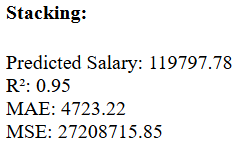 Stacking:
Predicted Salary: 119797.78
R²: 0.95
MAE: 4723.22
MSE: 27208715.85